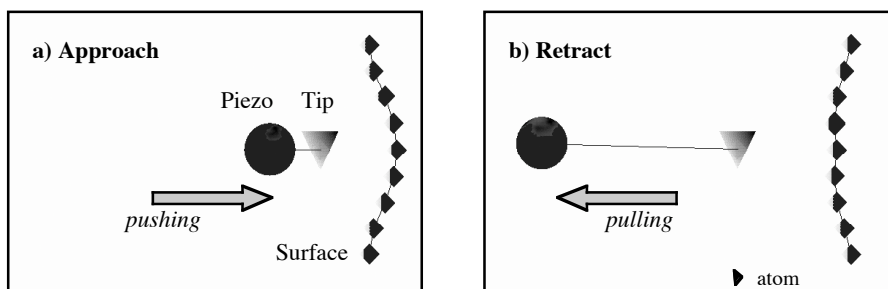 a) Approach
Piezo Tip
pushing
Surface
b) Retract
pulling
atom